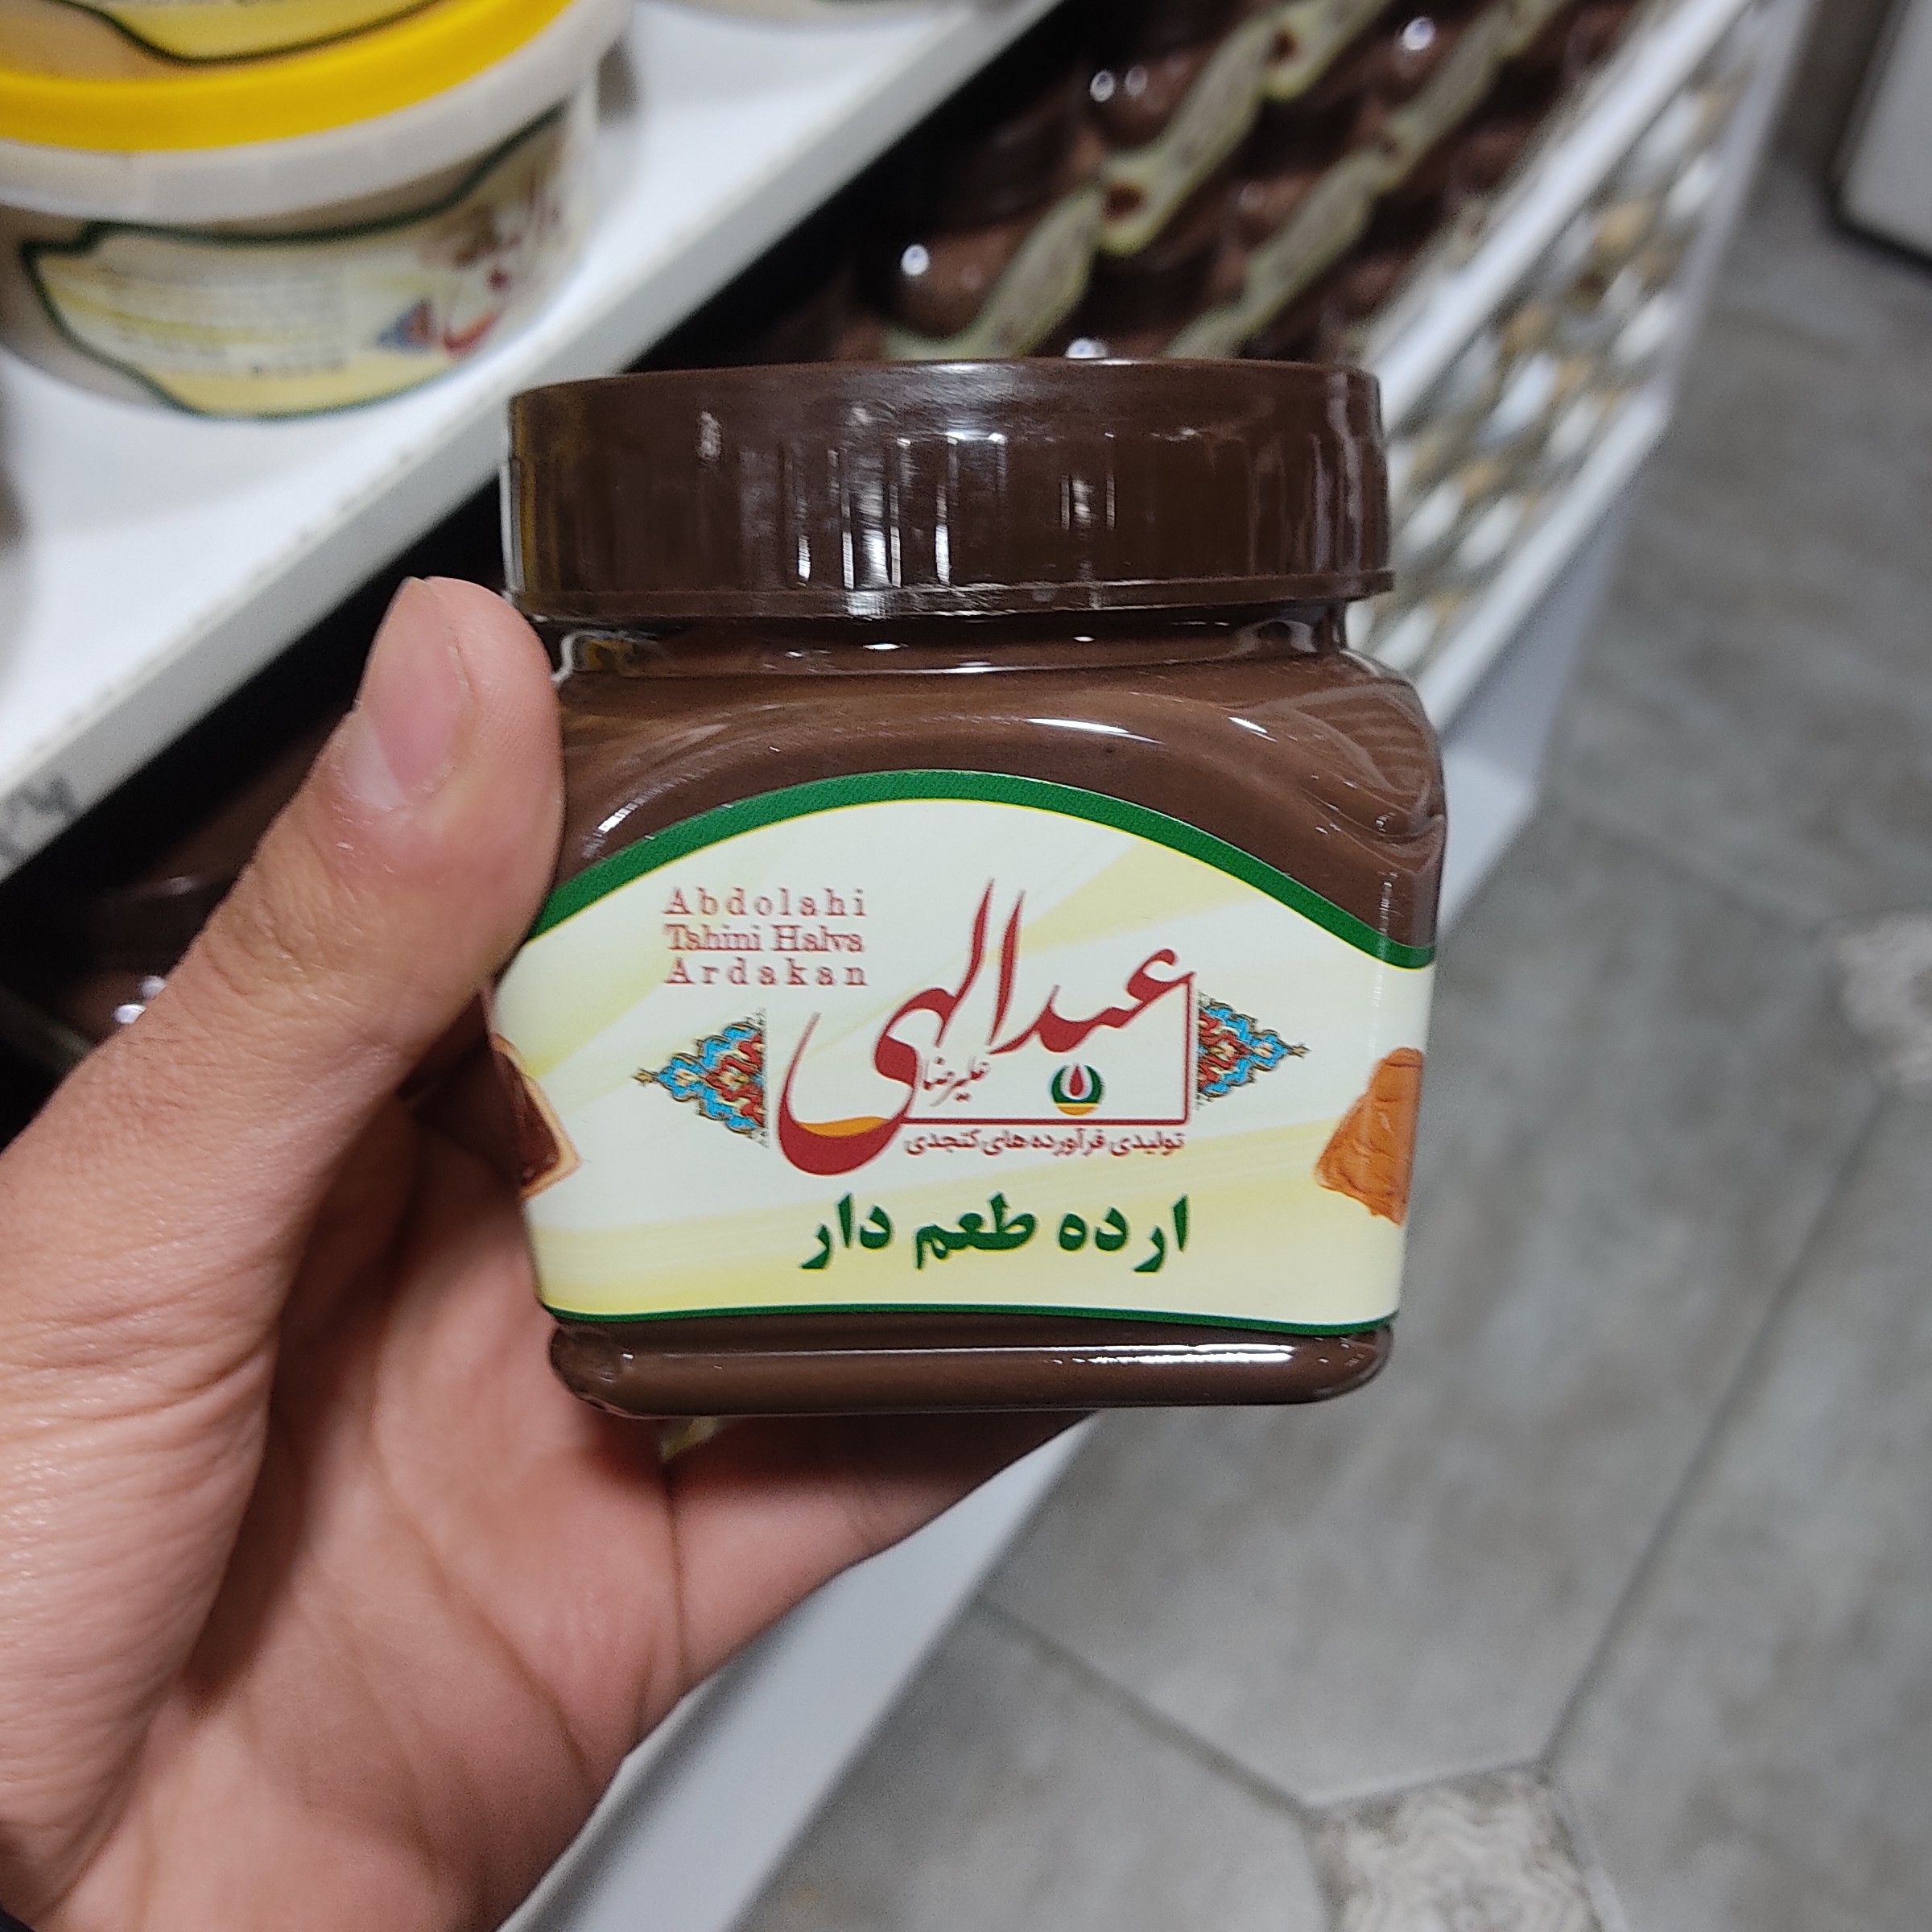 Abdolahi
Tahini Halva
Ardakan
عبدالهی
علیرضا
تولیدی فرآورده های کنجدی
ارده طعم دار